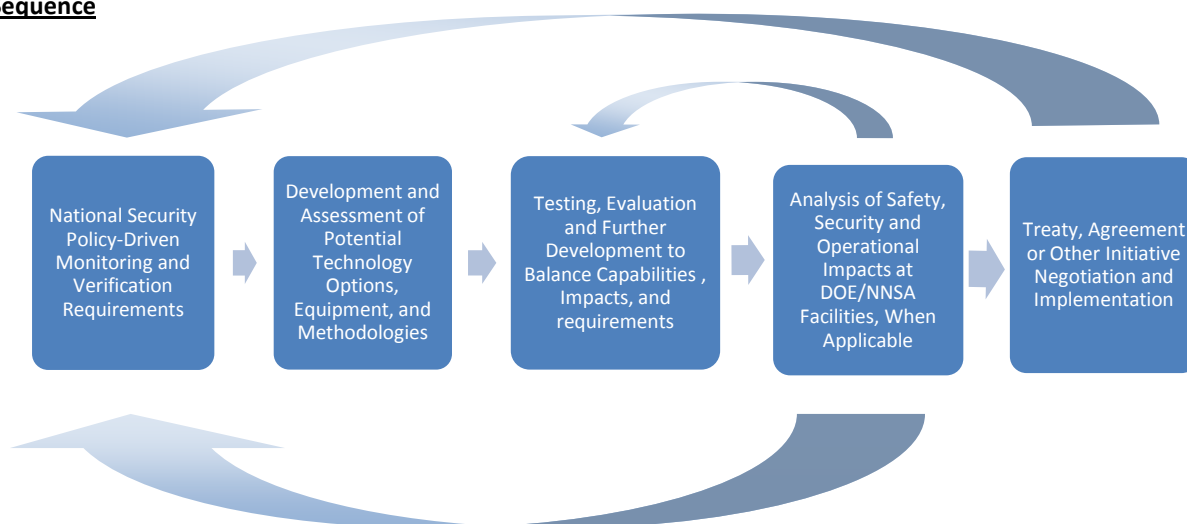 Sequence
National Security
Policy-Driven
Monitoring and
Verification
Requirements
Development and
Assessment of
Potential
Technology
Options,
Equipment, and
Methodologies
Testing, Evaluation
and Further
Development to
Balance Capabilities ,
Impacts, and
requirements
Analysis of Safety,
Security and
Operational
Impacts at
DOE/NNSA
Facilities, When
Applicable
Treaty, Agreement
or Other Initiative
Negotiation and
Implementation